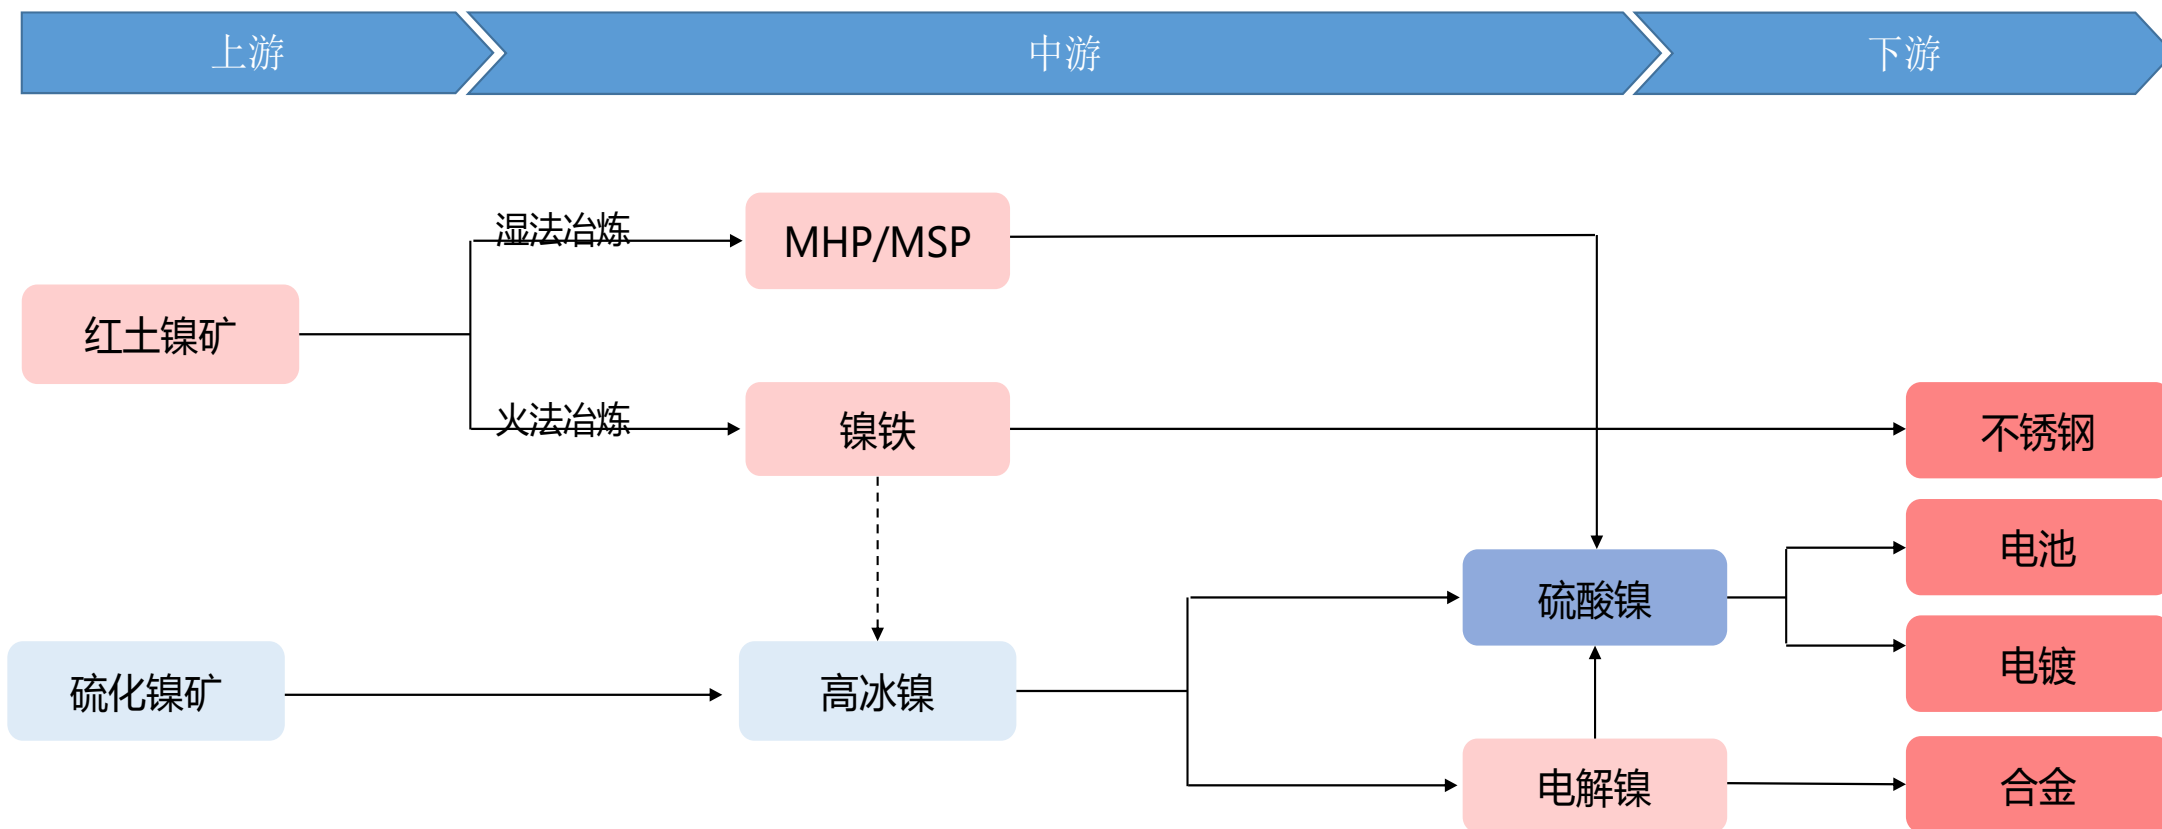 上游
中游
下游
湿法冶炼
MHP/MSP
红土镍矿
火法冶炼
镍铁
不锈钢
电池
硫酸镍
电镀
硫化镍矿
高冰镍
电解镍
合金